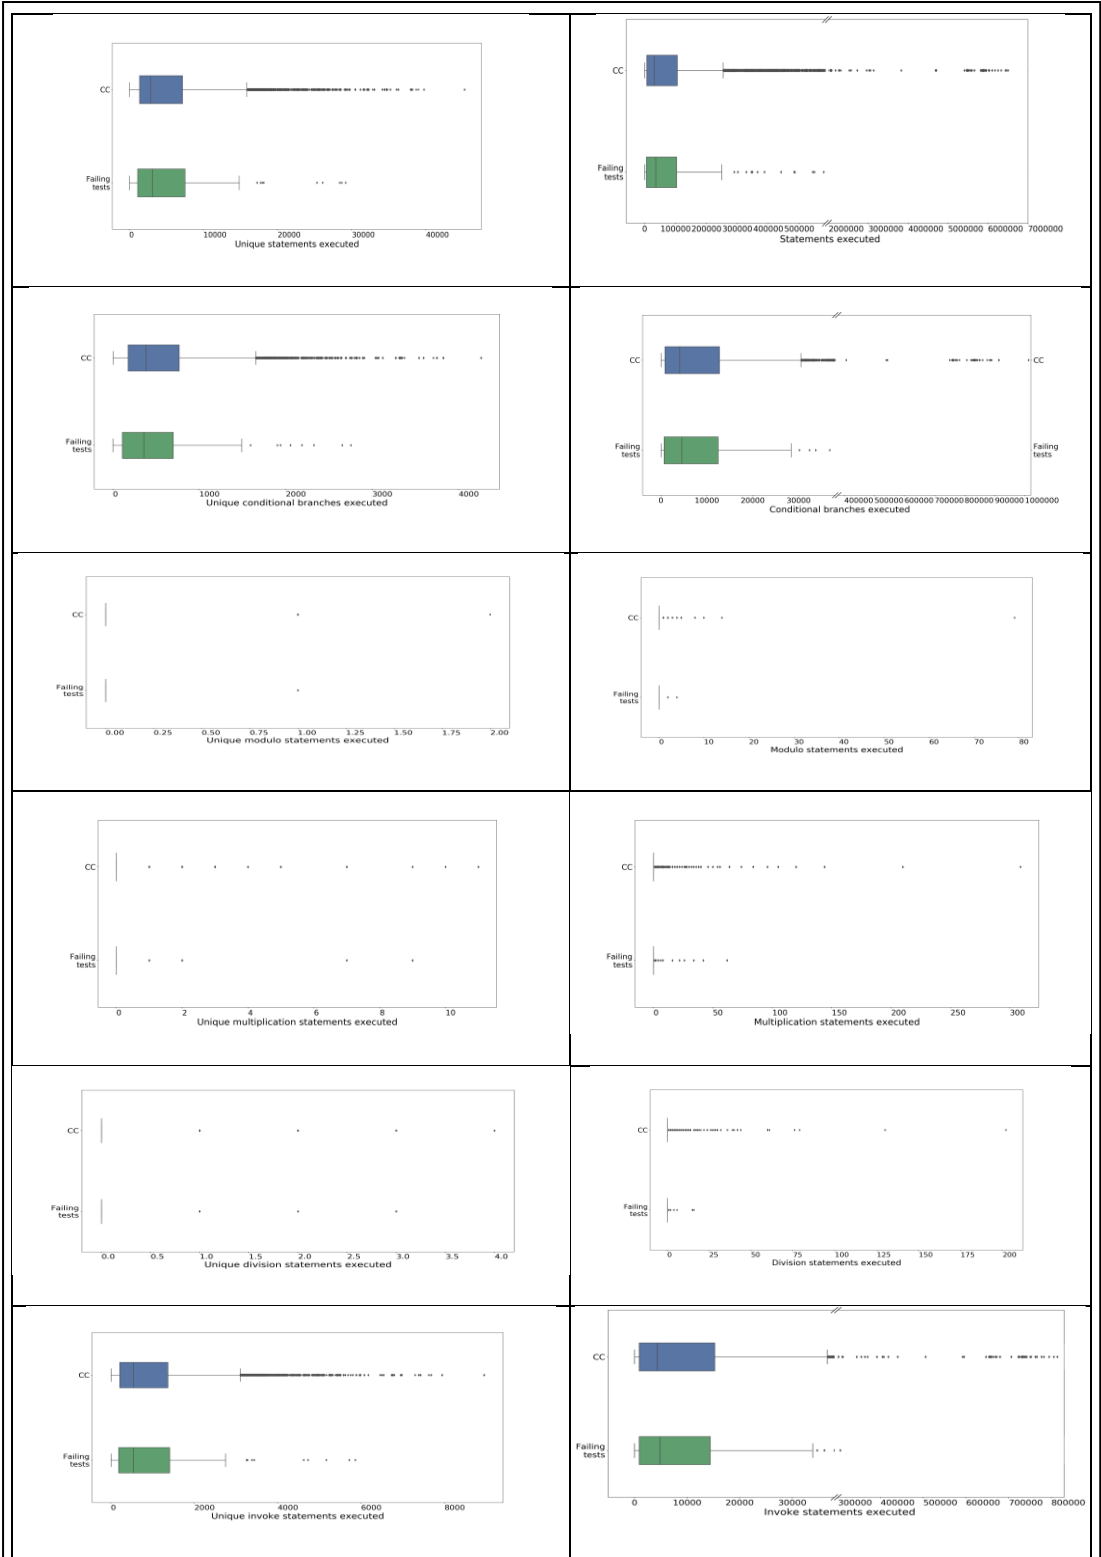 CC
Failing
tests
0 10000 20000 30000 40000
Unique statements executed
CC
Failing
tests
0 100000 200000 300000 400000 500000 2000000 3000000 4000000 5000000 6000000 7000000
Statements executed
CC
Failing
tests
0 1000 2000 3000 4000
Unique conditional branches executed
CC CC
Failing Failing
tests tests
0 10000 20000 30000 400000 500000 600000 700000 800000 900000 1000000
Conditional branches executed
CC
Failing
tests
0.00 0.25 0.50 0.75 1.00 1.25 1.50 1.75 2.00
Unique modulo statements executed
CC
Failing
tests
0 10 20 30 40 50 60 70 80
Modulo statements executed
CC
Failing
tests
0 2 4 6 8 10
Unique multiplication statements executed
CC
Failing
tests
0 50 100 150 200 250 300
Multiplication statements executed
CC
Failing
tests
0.0 0.5 1.0 1.5 2.0 2.5 3.0 3.5 4.0
Unique division statements executed
CC
Failing
tests
0 25 50 75 100 125 150 175 200
Division statements executed
CC
Failing
tests
0 2000 4000 6000 8000
Unique invoke statements executed
CC
Failing
tests
0 10000 20000 30000 300000 400000 500000 600000 700000 800000
Invoke statements executed